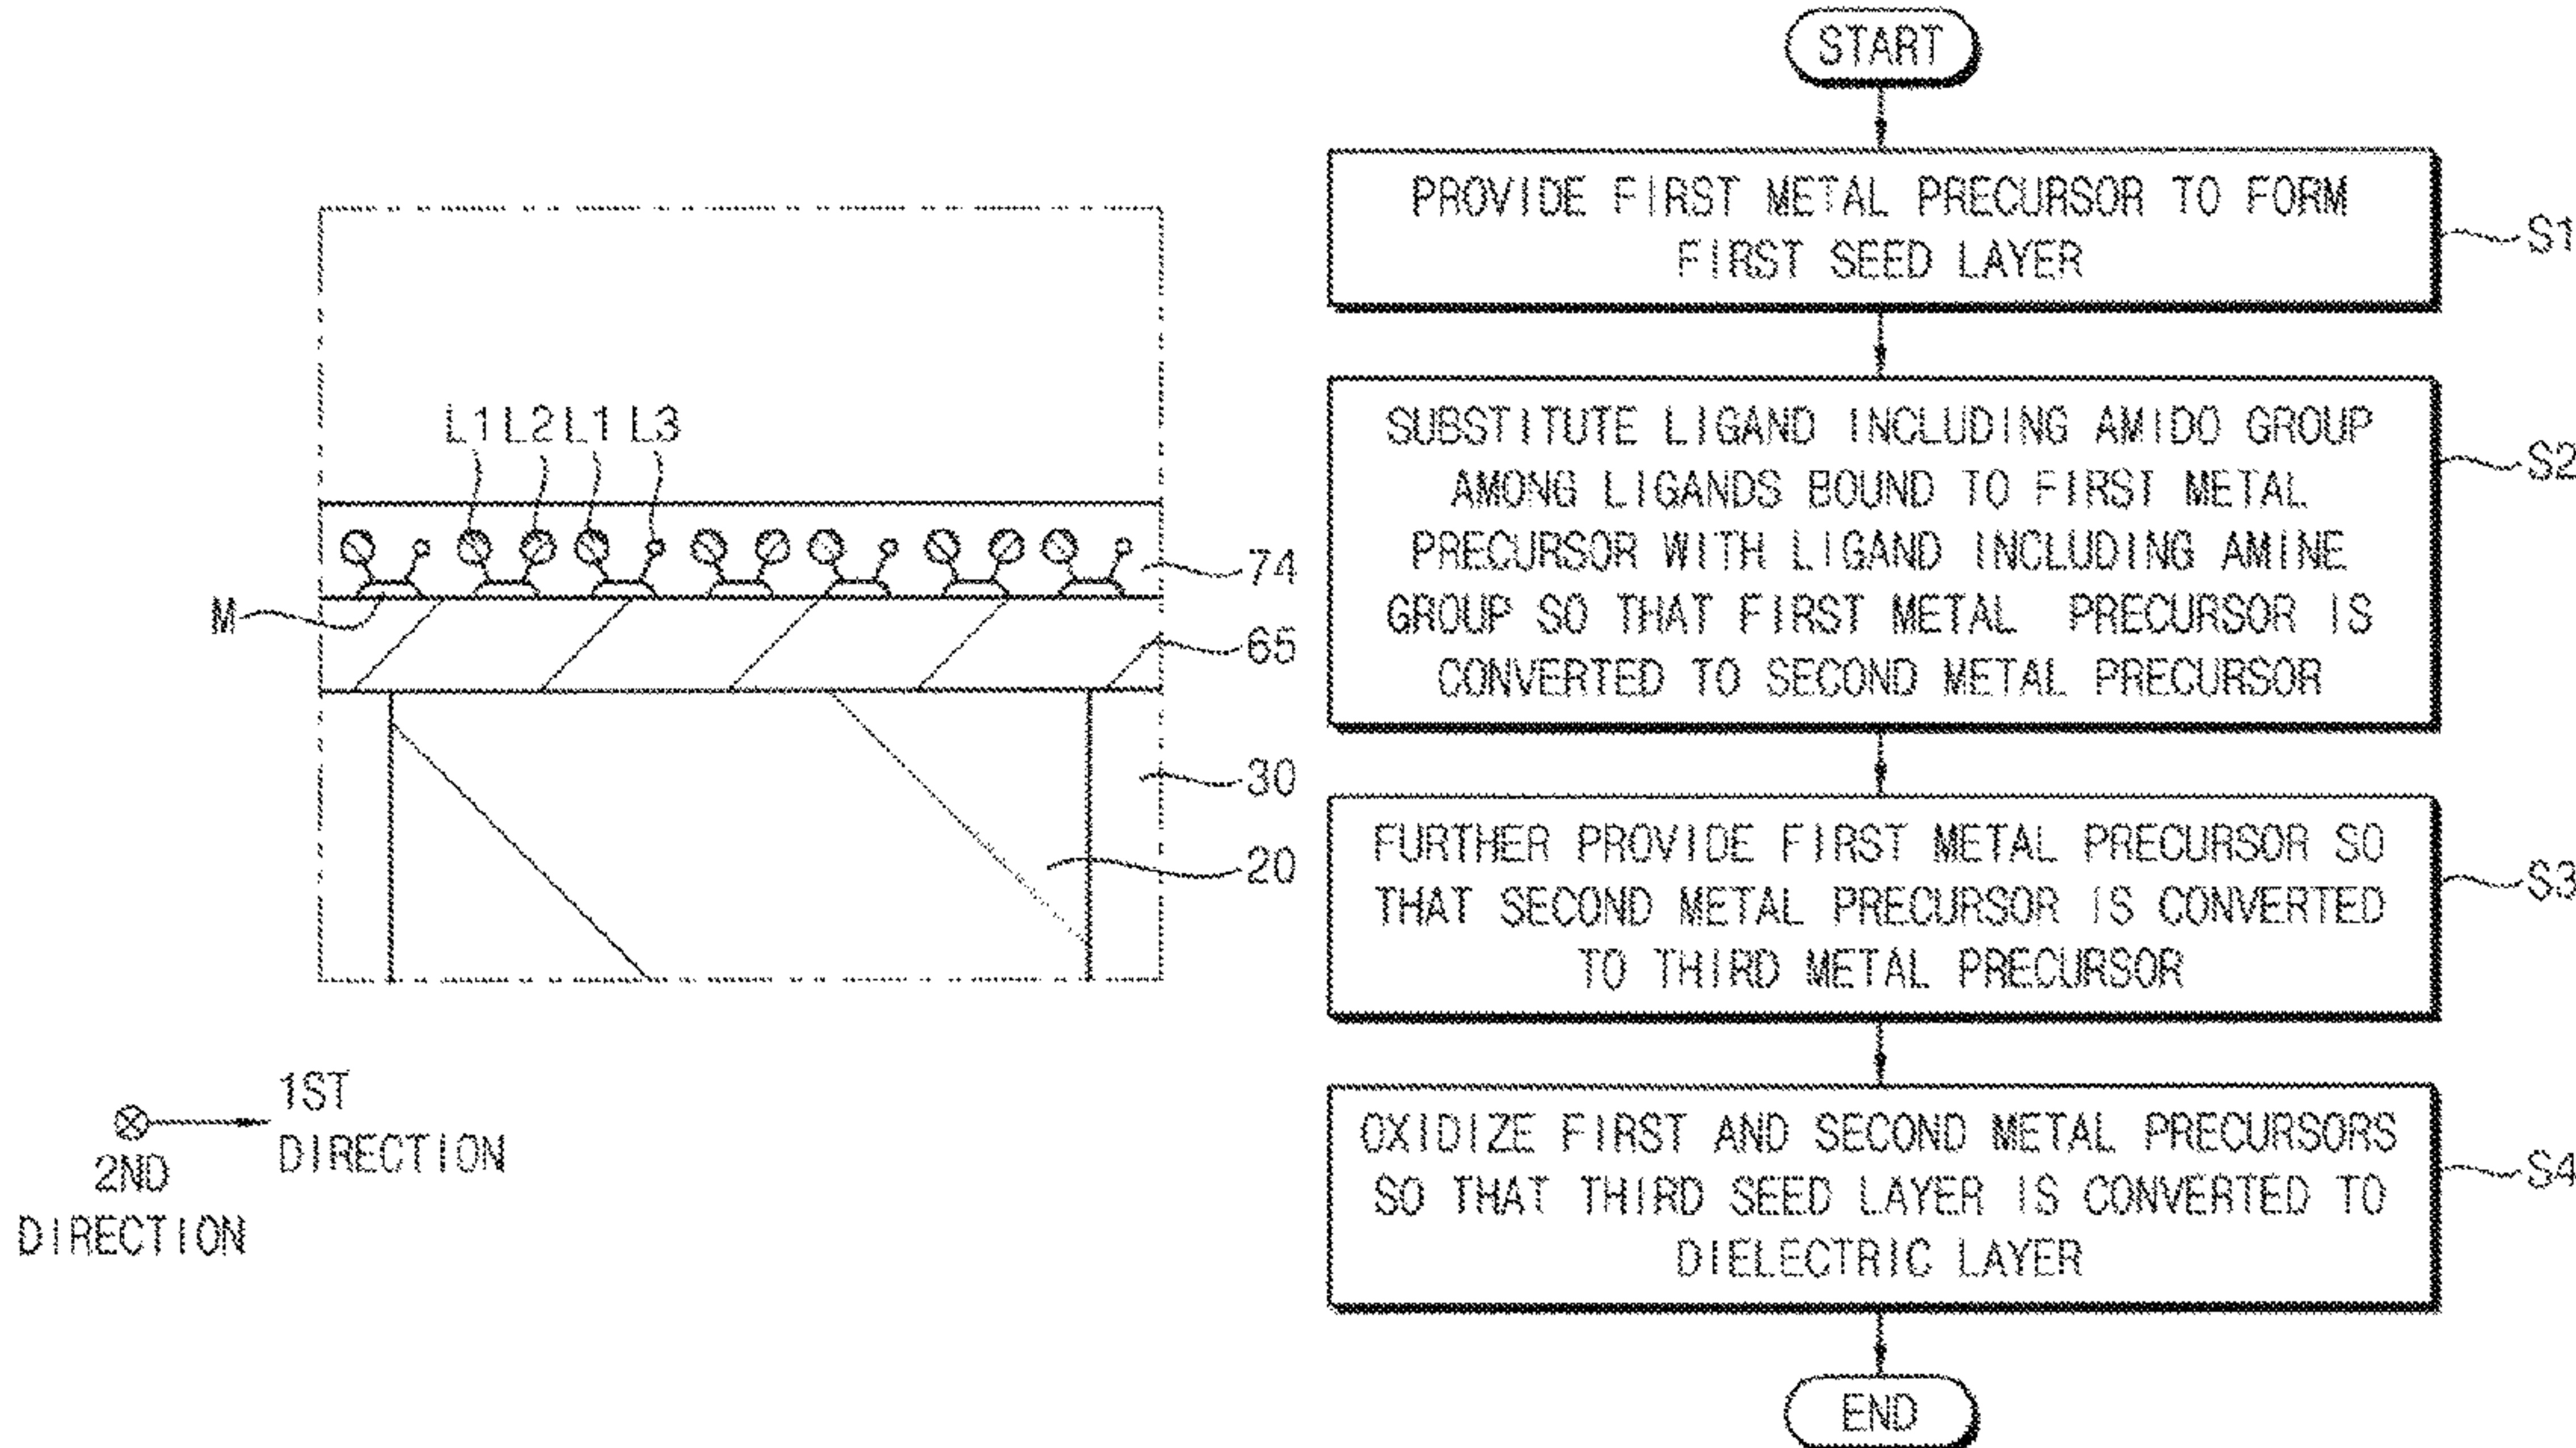 L1 L2 L1 L3
M
74
65
30
20
1ST
DIRECTION
2ND
DIRECTION
START
PROVIDE FIRST METAL PRECURSOR TO FORM
FIRST SEED LAYER
S1
SUBSTITUTE LIGAND INCLUDING AMIDO GROUP
AMONG LIGANDS BOUND TO FIRST METAL
PRECURSOR WITH LIGAND INCLUDING AMINE
GROUP SO THAT FIRST METAL PRECURSOR IS
CONVERTED TO SECOND METAL PRECURSOR
S2
FURTHER PROVIDE FIRST METAL PRECURSOR SO
THAT SECOND METAL PRECURSOR IS CONVERTED
TO THIRD METAL PRECURSOR
S3
OXIDIZE FIRST AND SECOND METAL PRECURSORS
SO THAT THIRD SEED LAYER IS CONVERTED TO
DIELECTRIC LAYER
S4
END